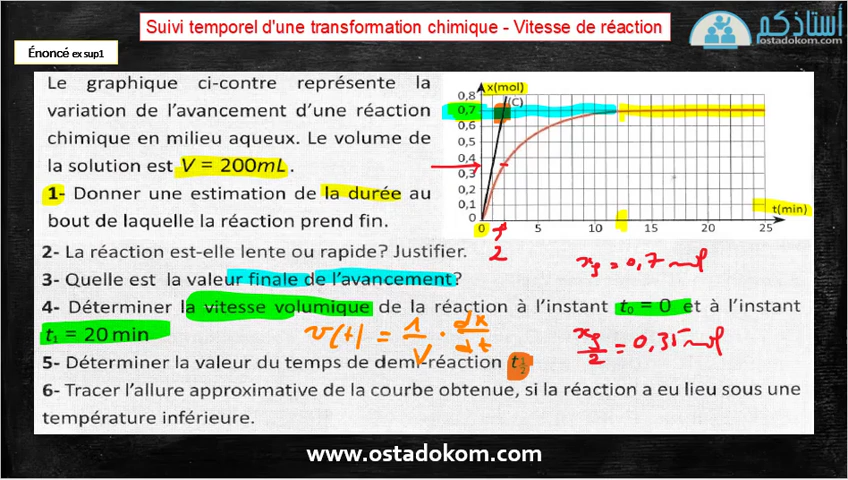 Suivi temporel d'une transformation chimique - Vitesse de réaction
أستاذكم
ostadokom.com
Énoncé ex sup1
Le graphique ci-contre représente la
variation de l'avancement d'une réaction
chimique en milieu aqueux. Le volume de
la solution est V = 200mL.
1- Donner une estimation de la durée au
bout de laquelle la réaction prend fin.
x(mol)
(C)
0,8
0,7
0,6
0,5
0,4
0,3
0,2
0,1
0
t(min)
0 5 10 15 20 25
2
2- La réaction est-elle lente ou rapide? Justifier.
xf = 0,7 mol
3- Quelle est la valeur finale de l'avancement?
4- Déterminer la vitesse volumique de la réaction à l'instant t₀ = 0 et à l'instant
t₁ = 20 min
v(t) = 1/V · dx/dt
xf/2 = 0,35 mol
5- Déterminer la valeur du temps de demi-réaction t½
6- Tracer l'allure approximative de la courbe obtenue, si la réaction a eu lieu sous une
température inférieure.
www.ostadokom.com